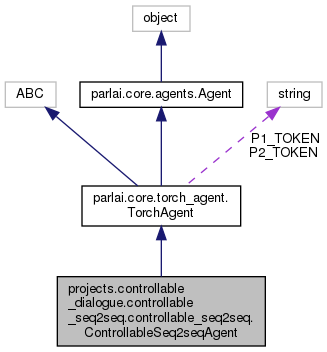 object
ABC
parlai.core.agents.Agent
string
P1_TOKEN
P2_TOKEN
parlai.core.torch_agent.
TorchAgent
projects.controllable
_dialogue.controllable
_seq2seq.controllable_seq2seq.
ControllableSeq2seqAgent